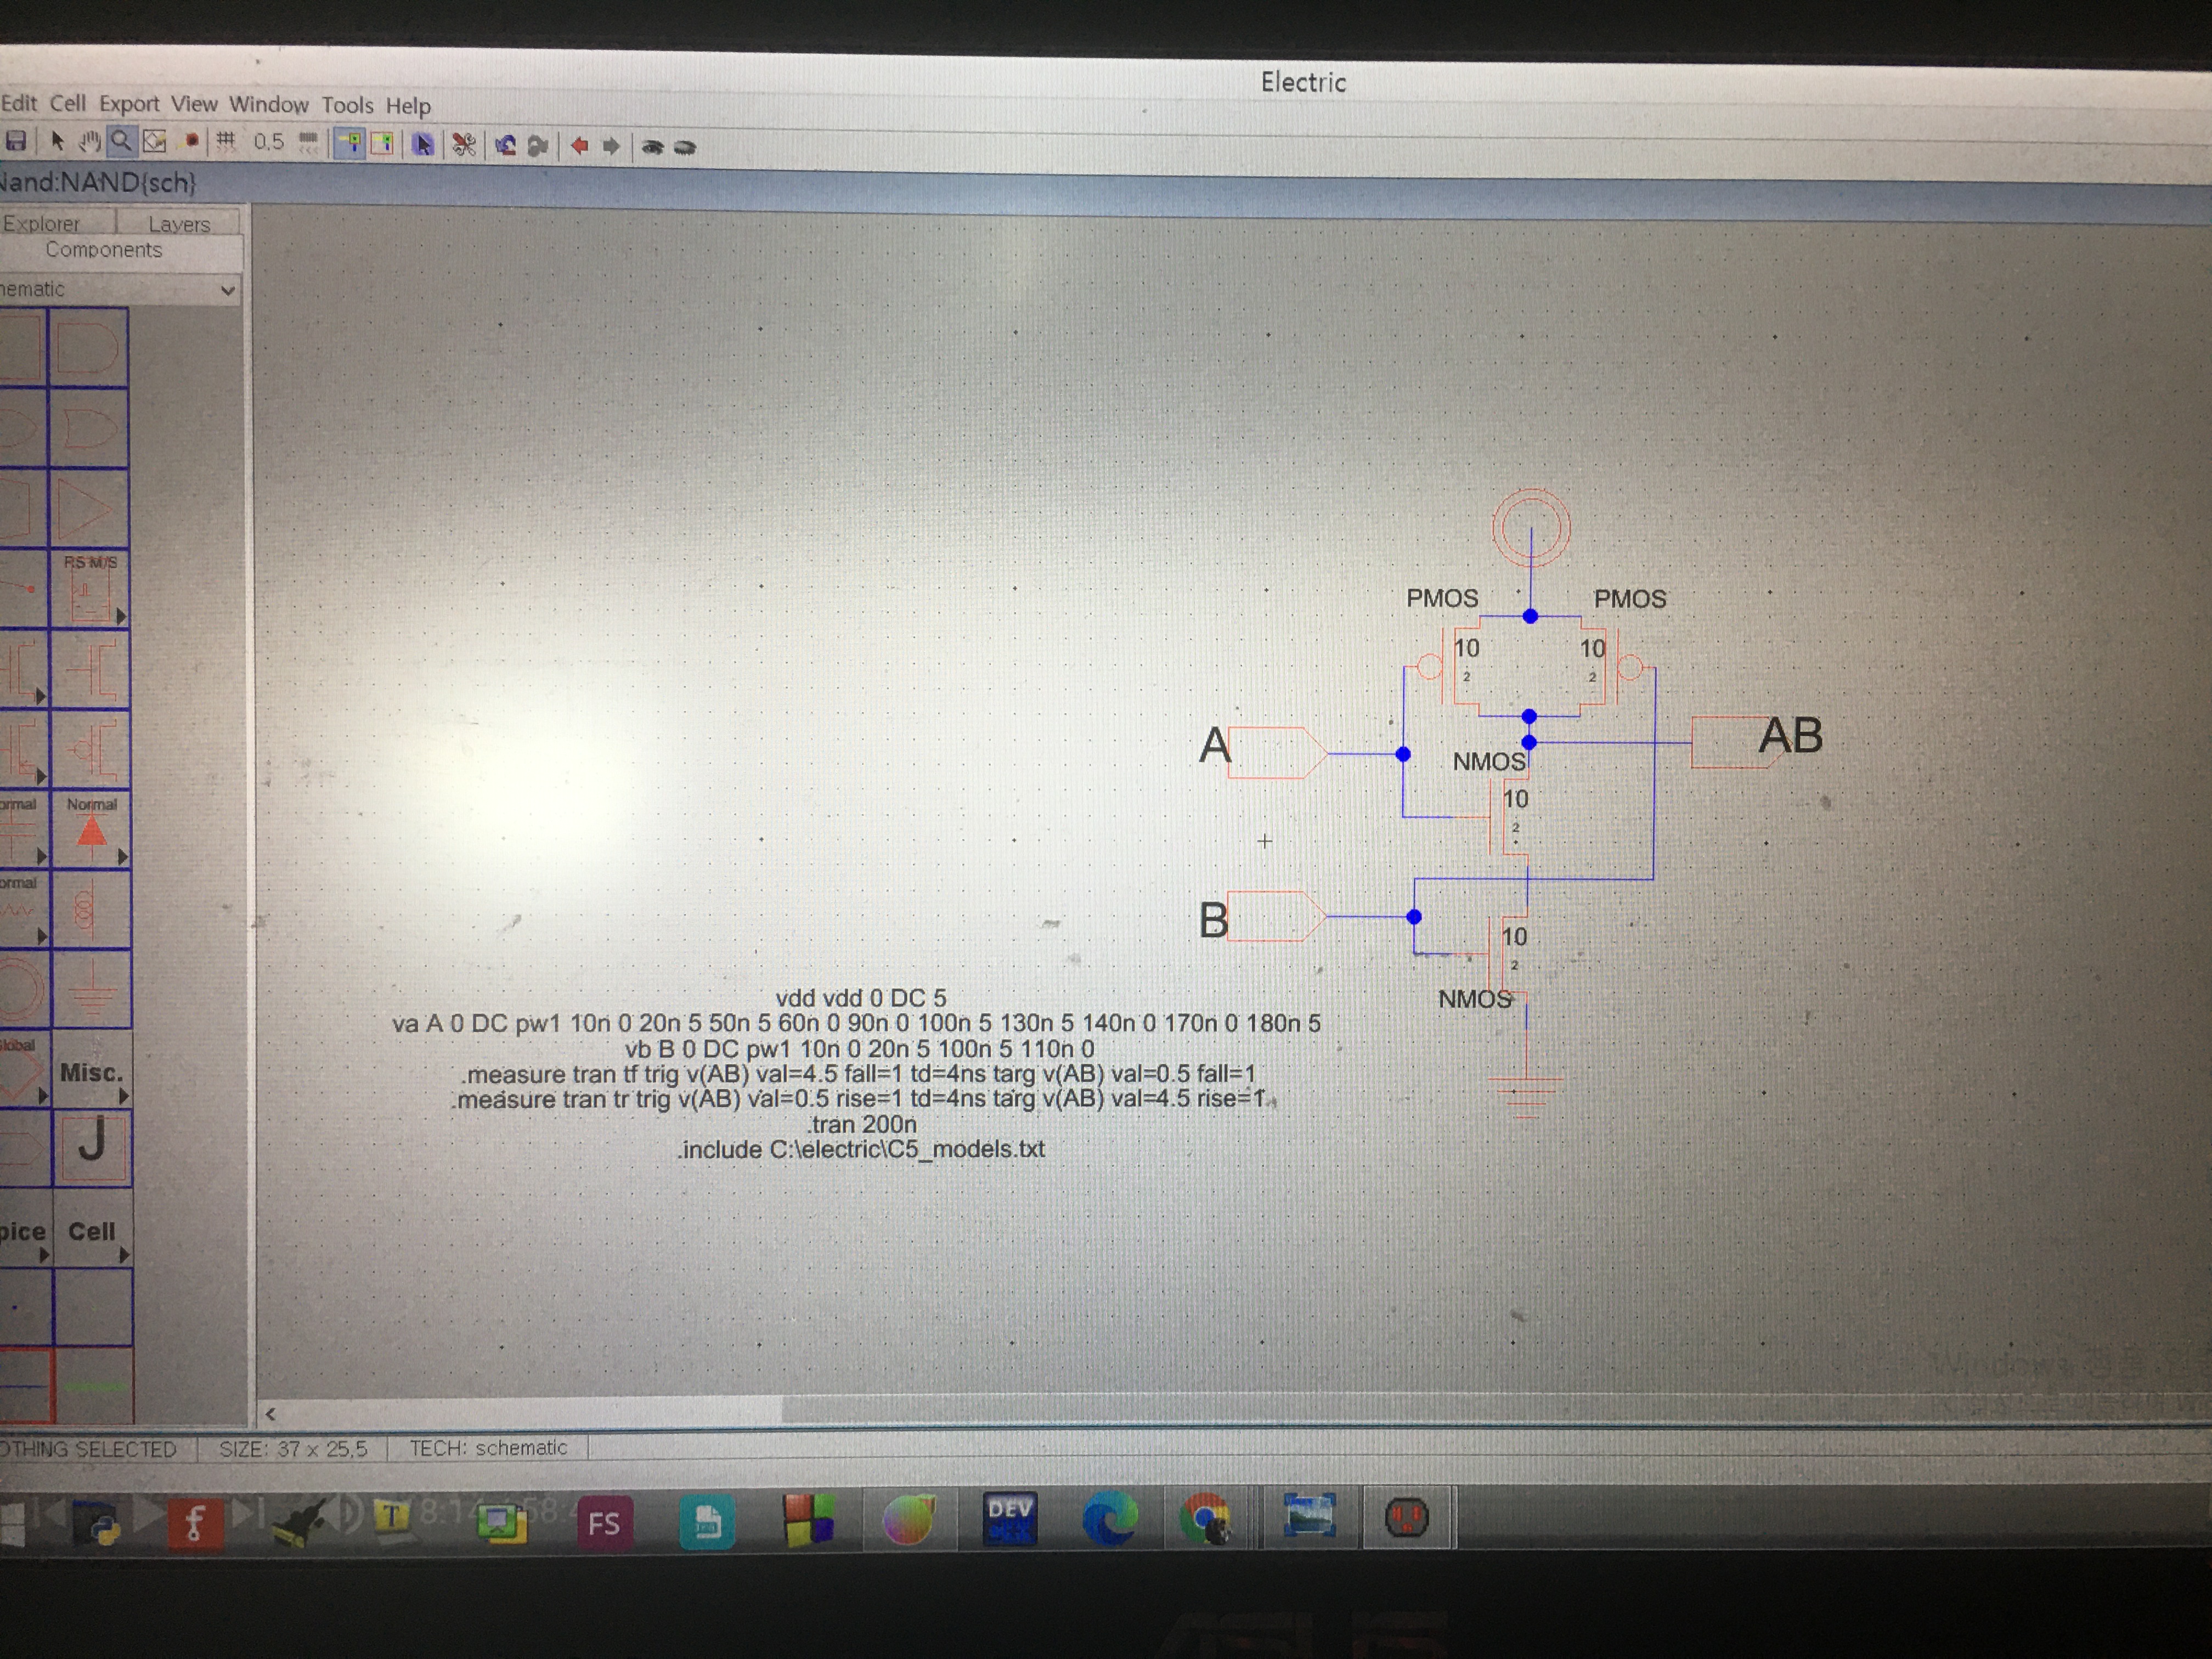 Electric
Edit Cell Export View Window Tools Help
0.5
Nand:NAND{sch}
Explorer Layers
Components
RS M/S
Normal
Misc.
J
Cell
PMOS PMOS
10 10
2 2
A
AB
NMOS
10
2
B
10
2
NMOS
vdd vdd 0 DC 5
va A 0 DC pw1 10n 0 20n 5 50n 5 60n 0 90n 0 100n 5 130n 5 140n 0 170n 0 180n 5
vb B 0 DC pw1 10n 0 20n 5 100n 5 110n 0
.measure tran tf trig v(AB) val=4.5 fall=1 td=4ns targ v(AB) val=0.5 fall=1
.measure tran tr trig v(AB) val=0.5 rise=1 td=4ns targ v(AB) val=4.5 rise=1
.tran 200n
.include C:\electric\C5_models.txt
Windows
OTHING SELECTED SIZE: 37 x 25.5 TECH: schematic
T
FS
DEV